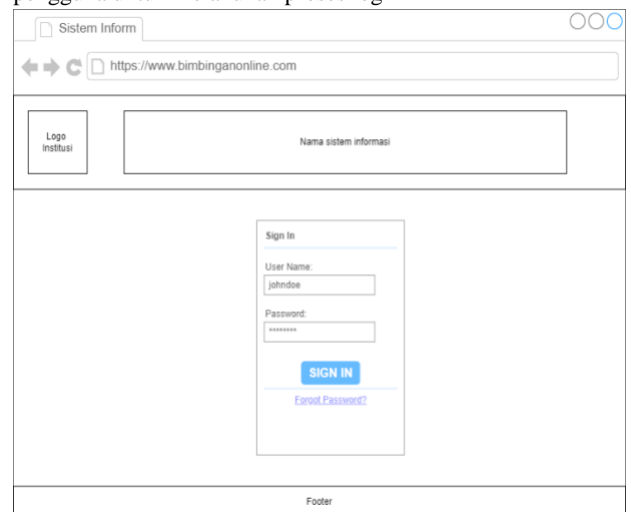 Sistem Inform
https://www.bimbinganonline.com
Logo
Institusi
Nama sistem informasi
Sign In
User Name:
johndoe
Password:
********
SIGN IN
Forgot Password?
Footer